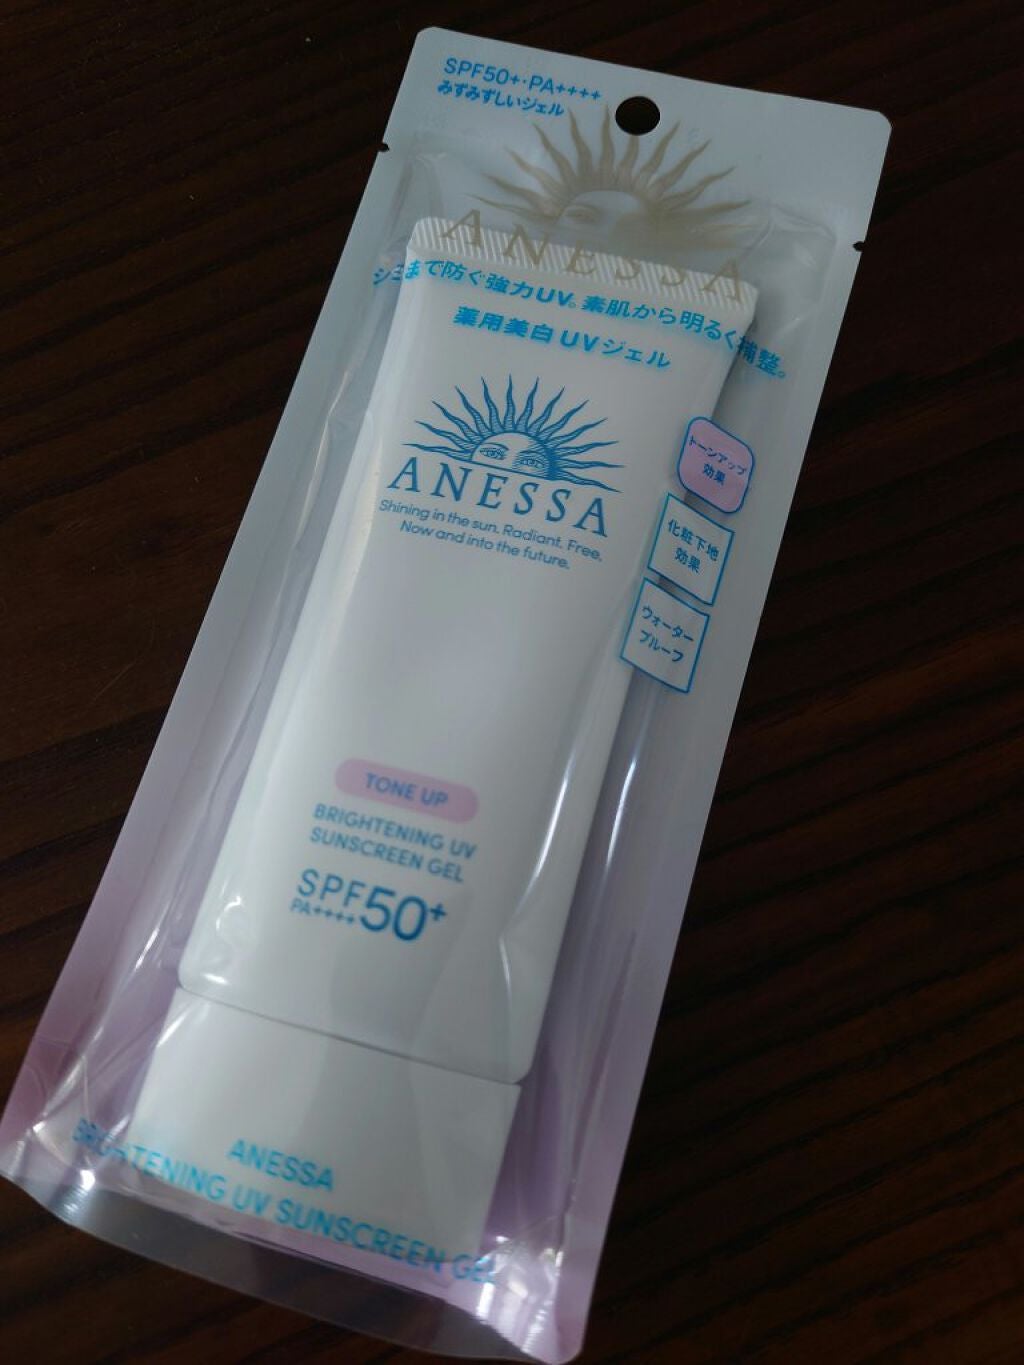 SPF50+・PA++++
みずみずしいジェル
ANESSA
シミまで防ぐ強力UV。素肌から明るく補整。
薬用美白UVジェル
ANESSA
Shining in the sun. Radiant. Free.
Now and into the future.
トーンアップ
効果
化粧下地
効果
ウォーター
プルーフ
TONE UP
BRIGHTENING UV
SUNSCREEN GEL
SPF50+
PA++++
ANESSA
BRIGHTENING UV SUNSCREEN GEL